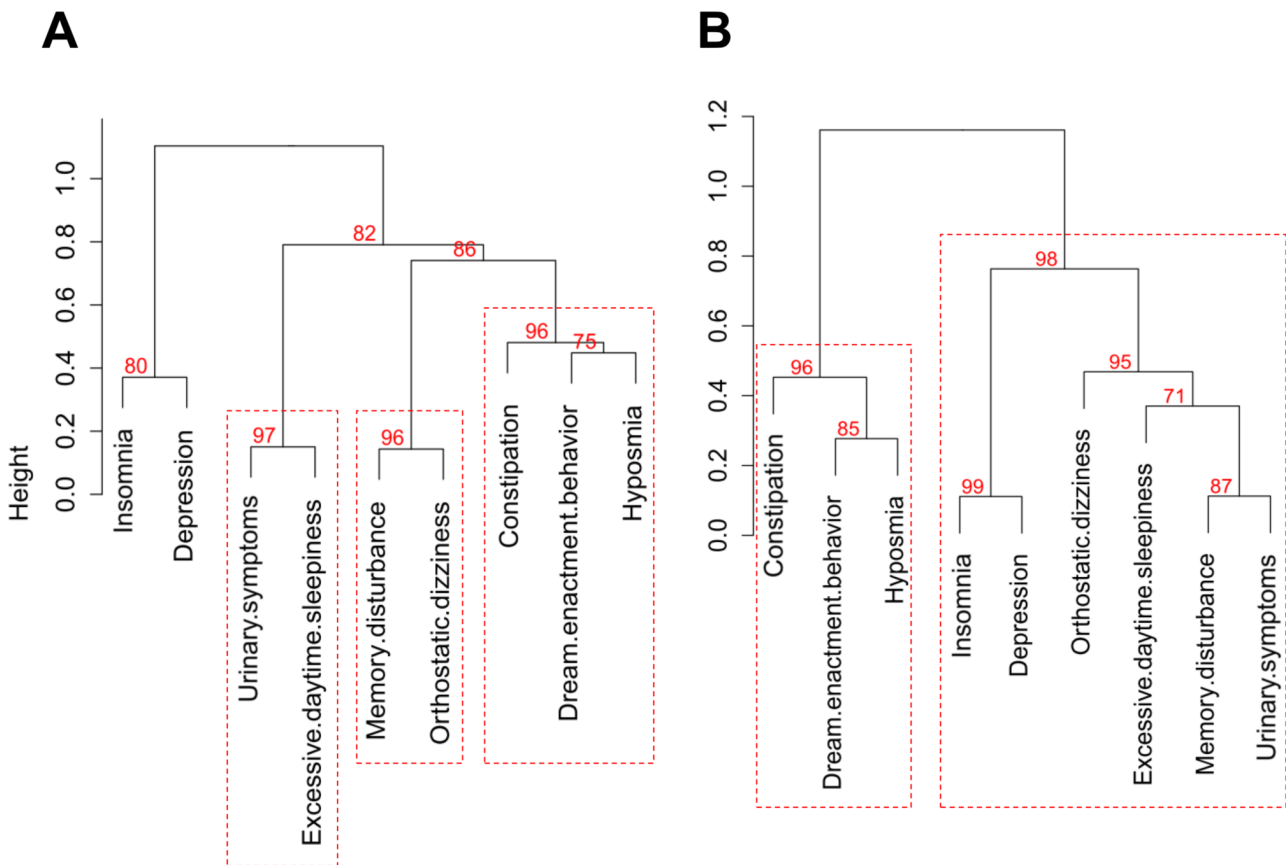 A
B
Height
1.0
0.8
0.6
0.4
0.2
0.0
82
86
96
75
80
97
96
Insomnia
Depression
Urinary.symptoms
Excessive.daytime.sleepiness
Memory.disturbance
Orthostatic.dizziness
Constipation
Dream.enactment.behavior
Hyposmia
1.2
1.0
0.8
0.6
0.4
0.2
0.0
98
96
95
71
85
99
87
Constipation
Dream.enactment.behavior
Hyposmia
Insomnia
Depression
Orthostatic.dizziness
Excessive.daytime.sleepiness
Memory.disturbance
Urinary.symptoms